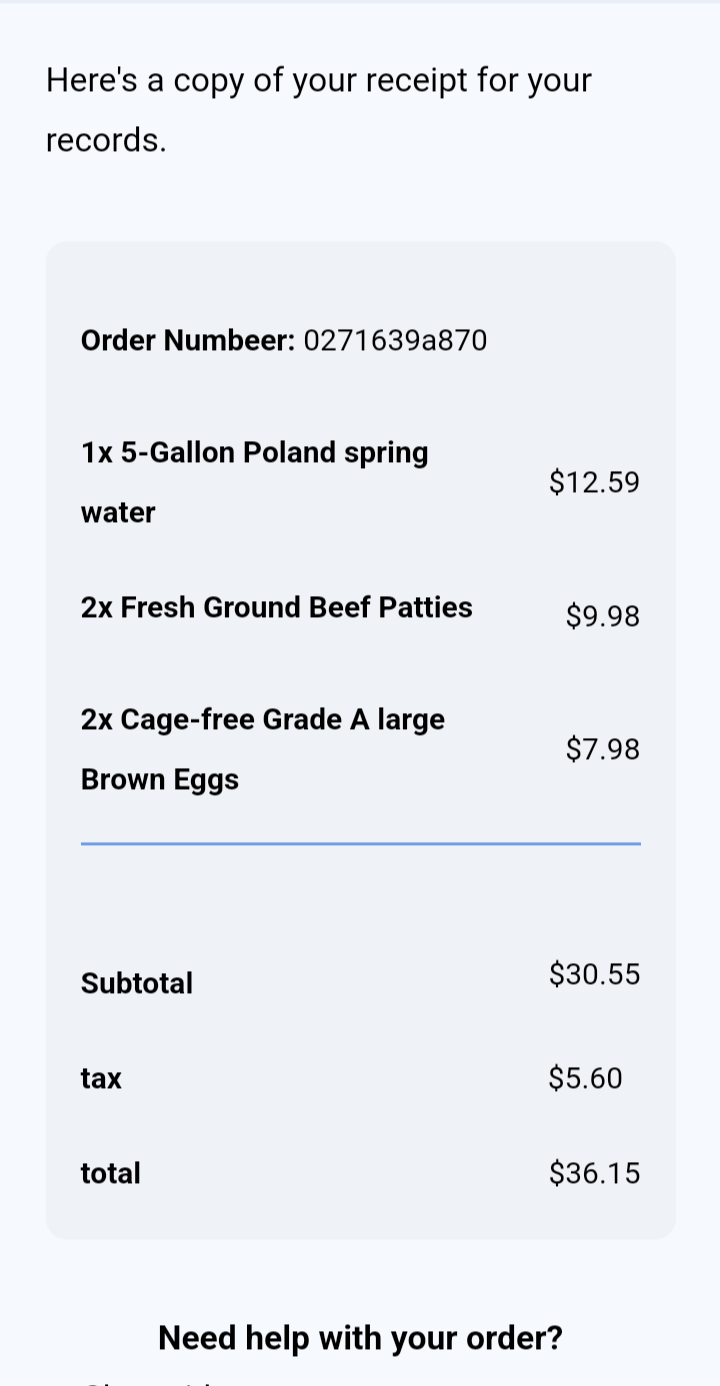 Here's a copy of your receipt for your
records.
Order Numbeer: 0271639a870
1x 5-Gallon Poland spring
water
$12.59
2x Fresh Ground Beef Patties
$9.98
2x Cage-free Grade A large
Brown Eggs
$7.98
Subtotal
$30.55
tax
$5.60
total
$36.15
Need help with your order?